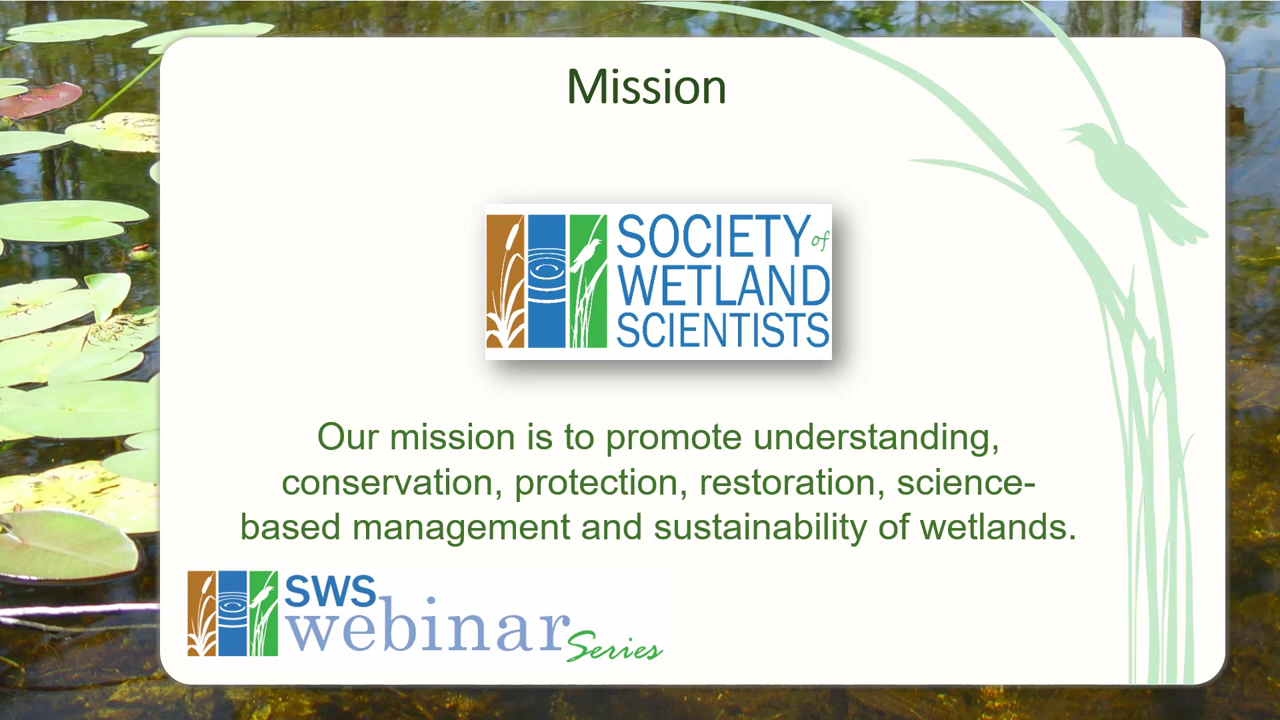 Mission
SOCIETY of
WETLAND
SCIENTISTS
Our mission is to promote understanding,
conservation, protection, restoration, science-
based management and sustainability of wetlands.
SWS
webinar Series